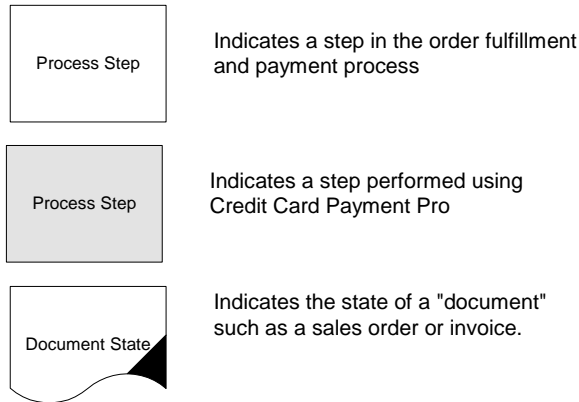 Process Step
Indicates a step in the order fulfillment
and payment process
Process Step
Indicates a step performed using
Credit Card Payment Pro
Document State
Indicates the state of a "document"
such as a sales order or invoice.